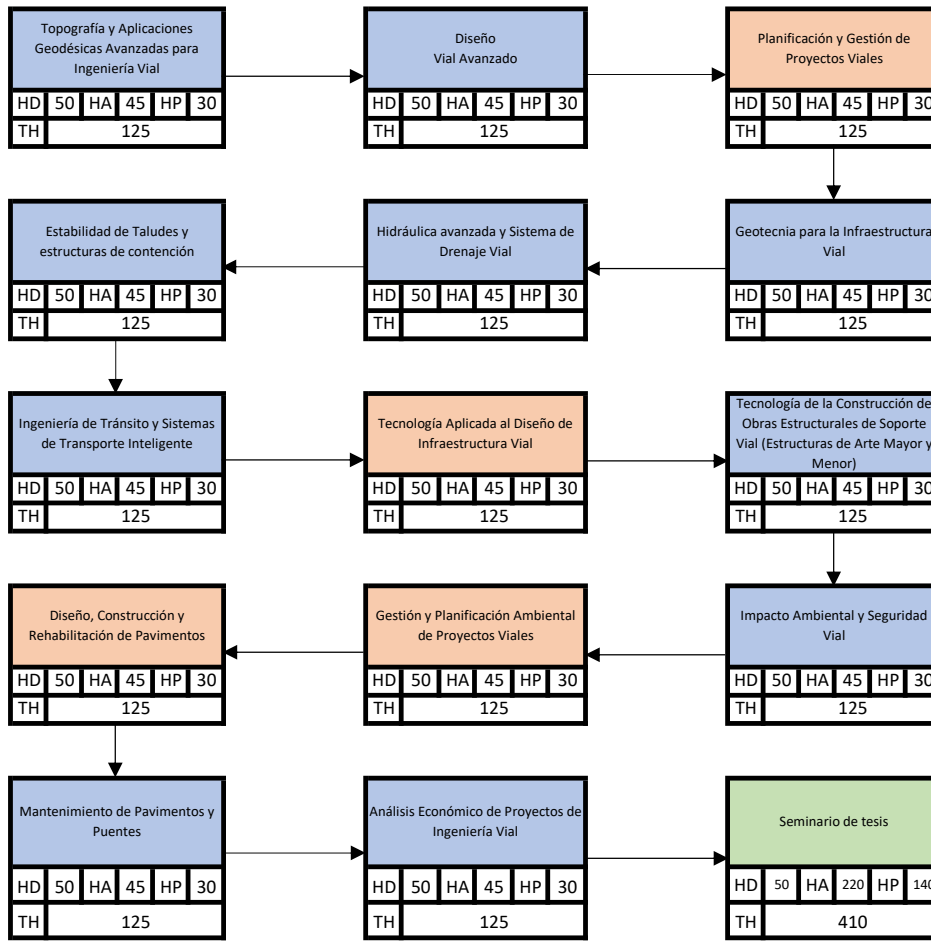 Topografía y Aplicaciones
Geodésicas Avanzadas para
Ingeniería Vial
HD 50 HA 45 HP 30
TH 125
Diseño
Vial Avanzado
HD 50 HA 45 HP 30
TH 125
Planificación y Gestión de
Proyectos Viales
HD 50 HA 45 HP 30
TH 125
Estabilidad de Taludes y
estructuras de contención
HD 50 HA 45 HP 30
TH 125
Hidráulica avanzada y Sistema de
Drenaje Vial
HD 50 HA 45 HP 30
TH 125
Geotecnia para la Infraestructura
Vial
HD 50 HA 45 HP 30
TH 125
Ingeniería de Tránsito y Sistemas
de Transporte Inteligente
HD 50 HA 45 HP 30
TH 125
Tecnología Aplicada al Diseño de
Infraestructura Vial
HD 50 HA 45 HP 30
TH 125
Tecnología de la Construcción de
Obras Estructurales de Soporte
Vial (Estructuras de Arte Mayor y
Menor)
HD 50 HA 45 HP 30
TH 125
Diseño, Construcción y
Rehabilitación de Pavimentos
HD 50 HA 45 HP 30
TH 125
Gestión y Planificación Ambiental
de Proyectos Viales
HD 50 HA 45 HP 30
TH 125
Impacto Ambiental y Seguridad
Vial
HD 50 HA 45 HP 30
TH 125
Mantenimiento de Pavimentos y
Puentes
HD 50 HA 45 HP 30
TH 125
Análisis Económico de Proyectos de
Ingeniería Vial
HD 50 HA 45 HP 30
TH 125
Seminario de tesis
HD 50 HA 220 HP 140
TH 410